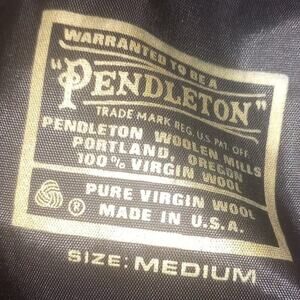 WARRANTED TO BE A
"PENDLETON"
TRADE MARK REG. U.S. PAT. OFF.
PENDLETON WOOLEN MILLS
PORTLAND, OREGON
100% VIRGIN WOOL
PURE VIRGIN WOOL
® MADE IN U.S.A.
SIZE: MEDIUM